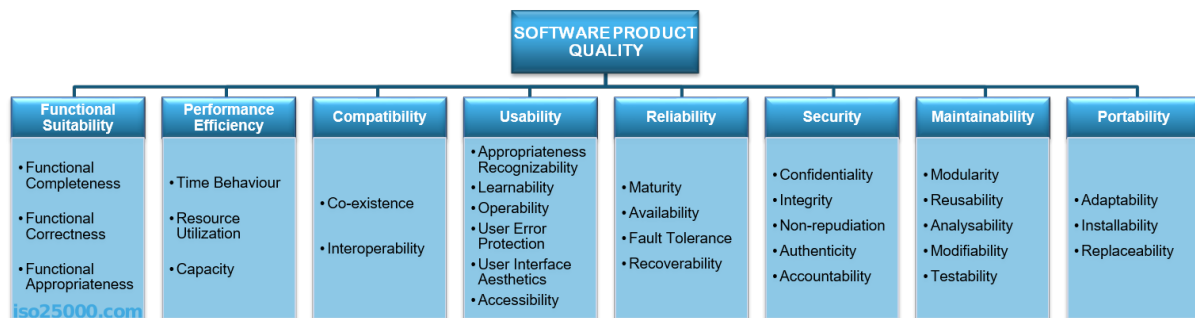 SOFTWARE PRODUCT
QUALITY
Functional
Suitability
• Functional
Completeness
• Functional
Correctness
• Functional
Appropriateness
Performance
Efficiency
• Time Behaviour
• Resource
Utilization
• Capacity
Compatibility
• Co-existence
• Interoperability
Usability
• Appropriateness
Recognizability
• Learnability
• Operability
• User Error
Protection
• User Interface
Aesthetics
• Accessibility
Reliability
• Maturity
• Availability
• Fault Tolerance
• Recoverability
Security
• Confidentiality
• Integrity
• Non-repudiation
• Authenticity
• Accountability
Maintainability
• Modularity
• Reusability
• Analysability
• Modifiability
• Testability
Portability
• Adaptability
• Installability
• Replaceability
iso25000.com